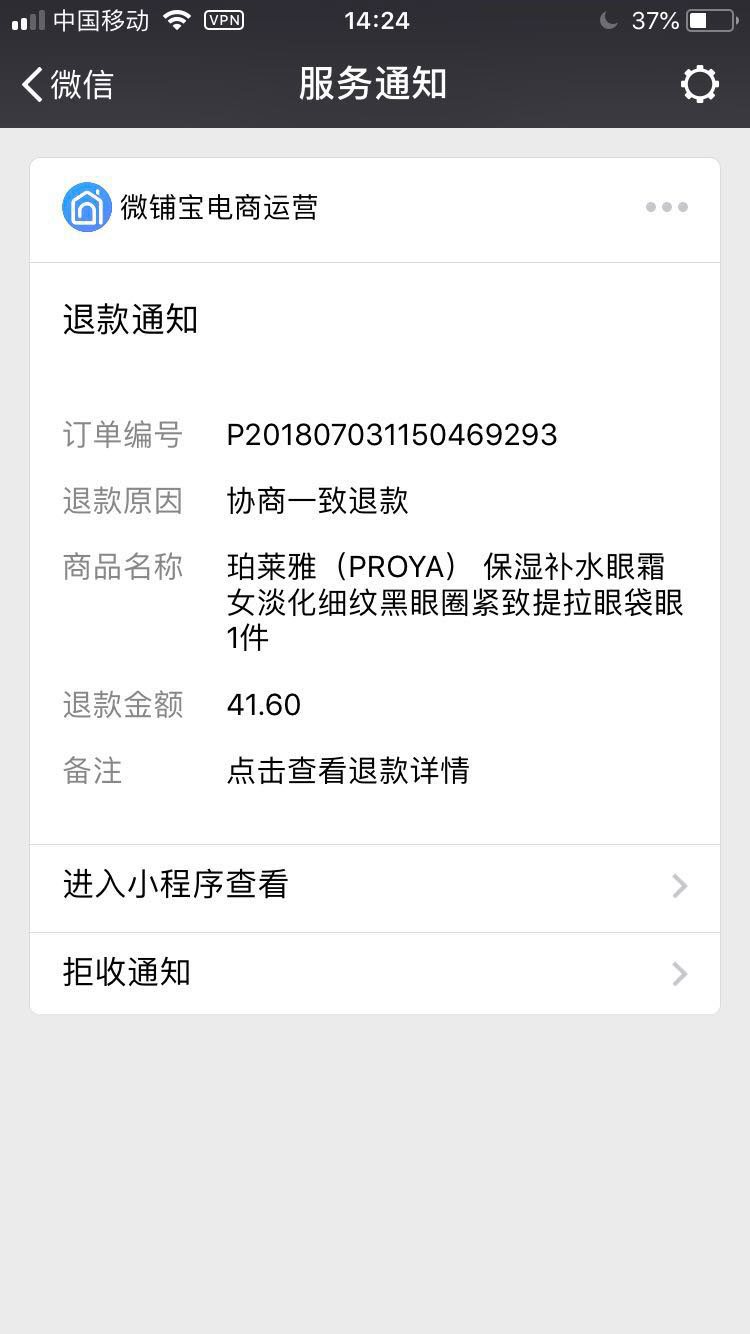 中国移动 VPN 14:24 37%
微信 服务通知
微铺宝电商运营
退款通知
订单编号 P201807031150469293
退款原因 协商一致退款
商品名称 珀莱雅（PROYA） 保湿补水眼霜
女淡化细纹黑眼圈紧致提拉眼袋眼
1件
退款金额 41.60
备注 点击查看退款详情
进入小程序查看
拒收通知